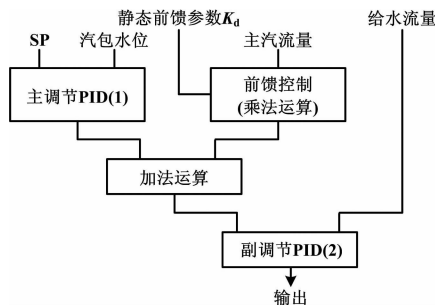 静态前馈参数Kd
给水流量
SP
汽包水位
主汽流量
主调节PID(1)
前馈控制
(乘法运算)
加法运算
副调节PID(2)
输出